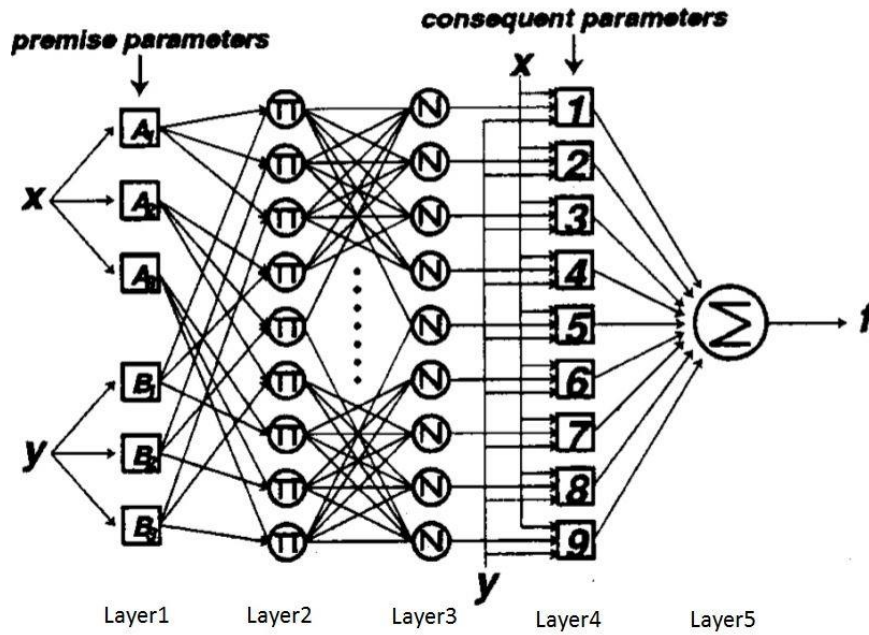 premise parameters
consequent parameters
x
A1
A2
A3
B1
B2
B3
x
y
Π
Π
Π
Π
Π
Π
Π
Π
Π
N
N
N
N
N
N
N
N
N
x
y
1
2
3
4
5
6
7
8
9
Σ
f
Layer1
Layer2
Layer3
Layer4
Layer5